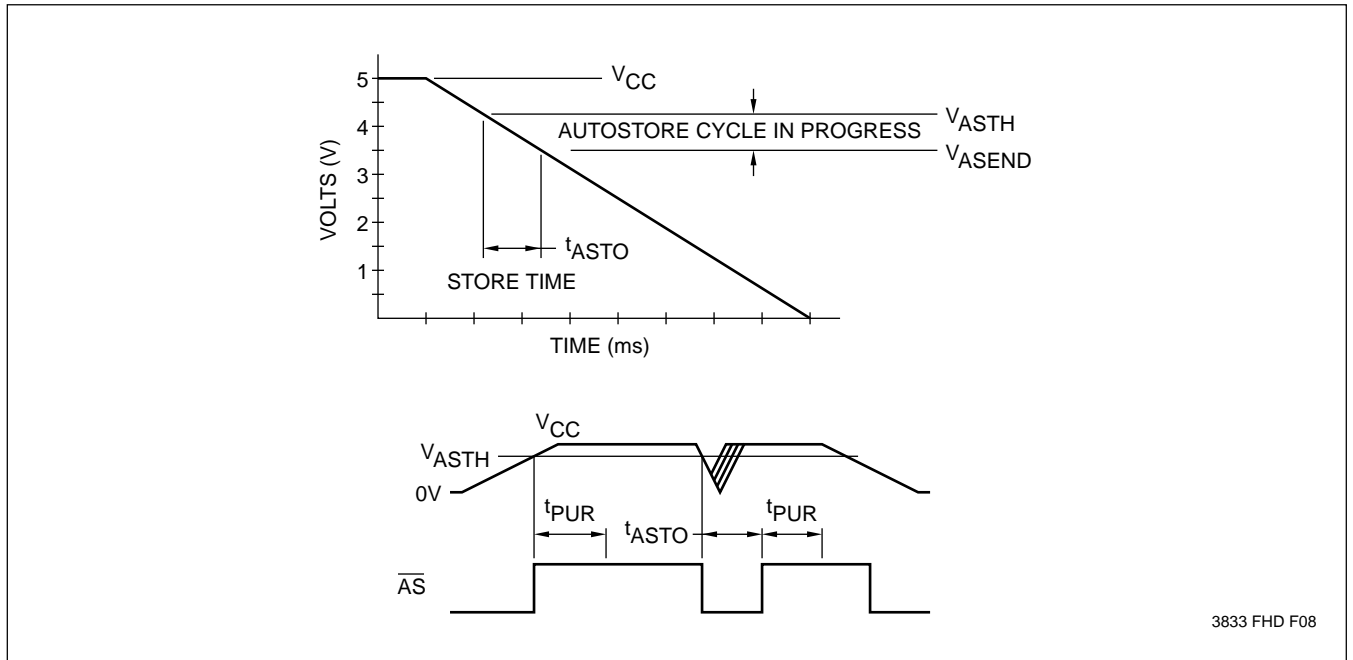 5
V_CC
4
AUTOSTORE CYCLE IN PROGRESS
V_ASTH
V_ASEND
3
VOLTS (V)
2
t_ASTO
1
STORE TIME
TIME (ms)
V_CC
V_ASTH
0V
t_PUR
t_ASTO
t_PUR
A̅S̅
3833 FHD F08